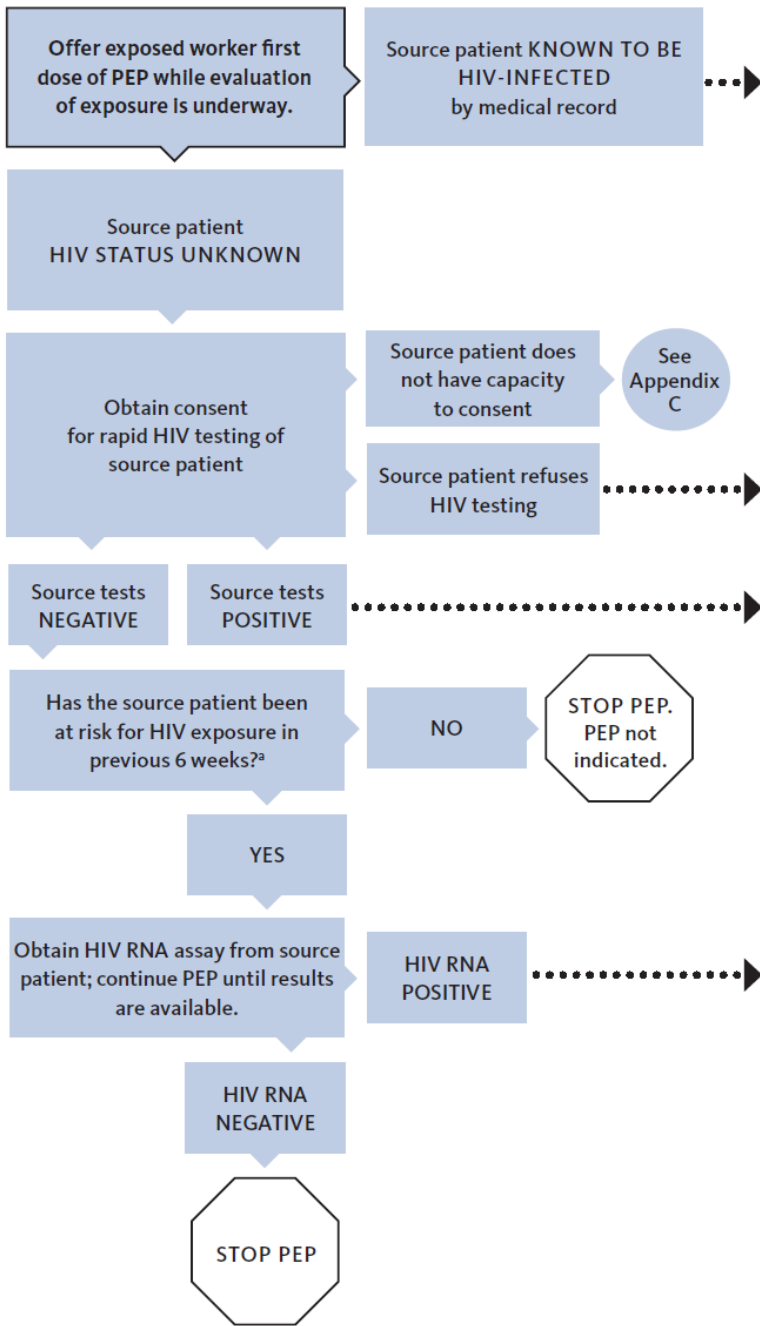 Offer exposed worker first
dose of PEP while evaluation
of exposure is underway.
Source patient KNOWN TO BE
HIV-INFECTED
by medical record
Source patient
HIV STATUS UNKNOWN
Obtain consent
for rapid HIV testing of
source patient
Source patient does
not have capacity
to consent
See
Appendix
C
Source patient refuses
HIV testing
Source tests
NEGATIVE
Source tests
POSITIVE
Has the source patient been
at risk for HIV exposure in
previous 6 weeks?ᵃ
NO
STOP PEP.
PEP not
indicated.
YES
Obtain HIV RNA assay from source
patient; continue PEP until results
are available.
HIV RNA
POSITIVE
HIV RNA
NEGATIVE
STOP PEP